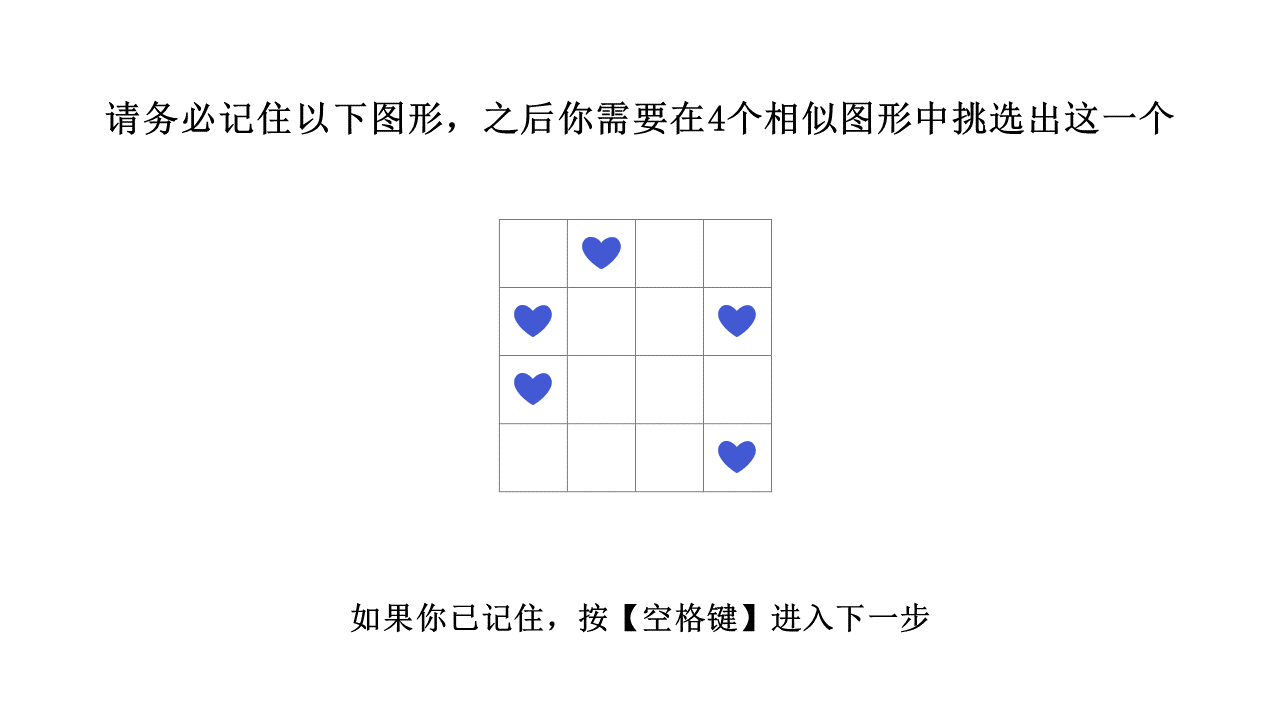 请务必记住以下图形，之后你需要在4个相似图形中挑选出这一个
如果你已记住，按【空格键】进入下一步